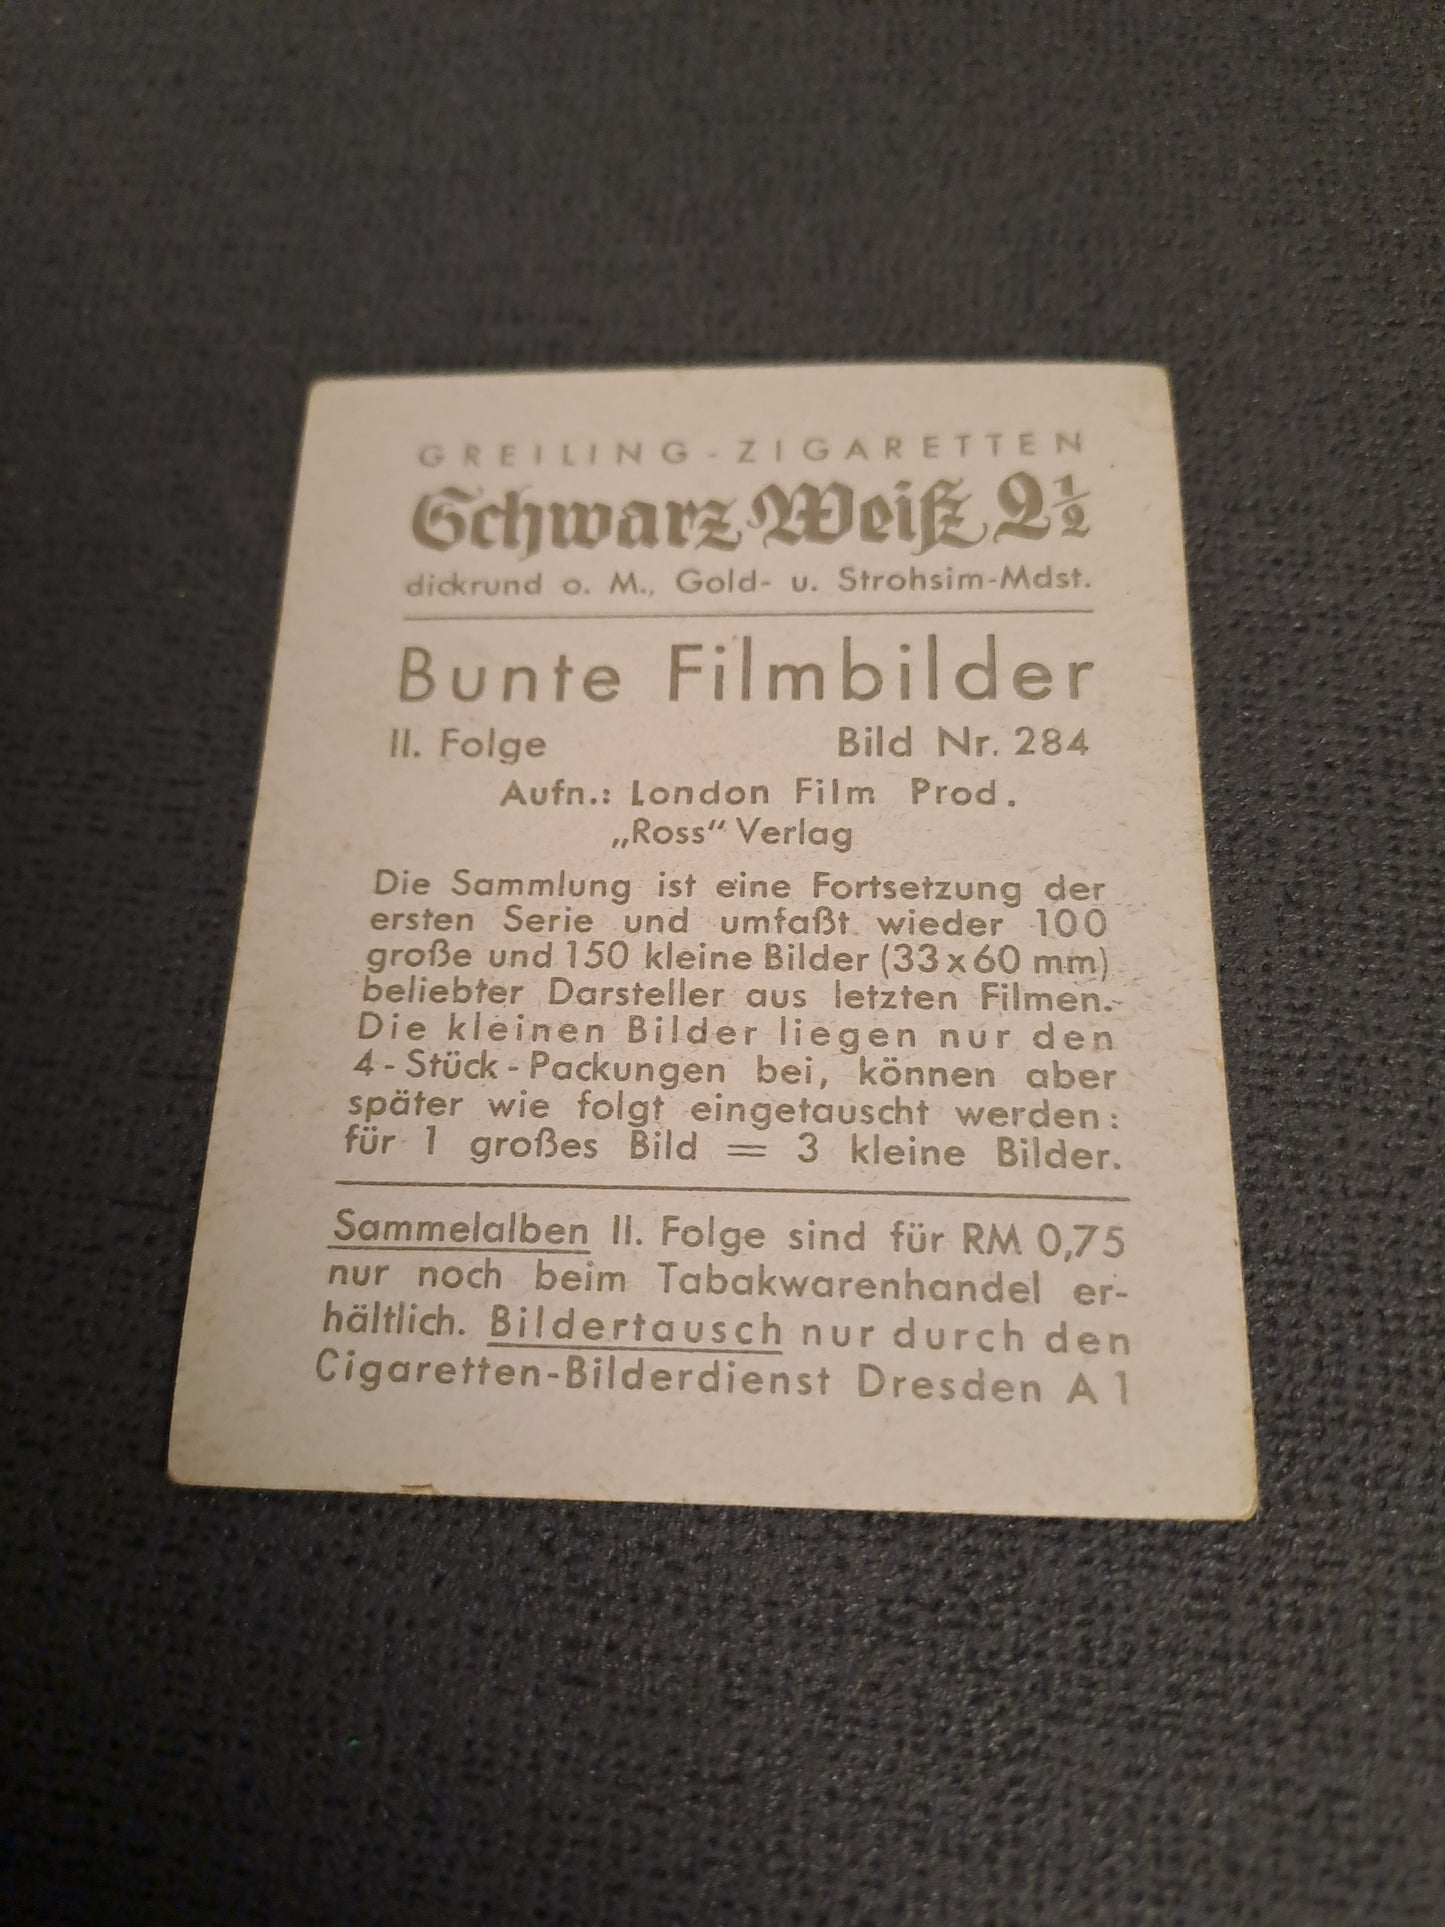 GREILING-ZIGARETTEN
Schwarz-Weiß 2½
dickrund o. M., Gold- u. Strohsim-Mdst.
Bunte Filmbilder
II. Folge Bild Nr. 284
Aufn.: London Film Prod.
„Ross“ Verlag
Die Sammlung ist eine Fortsetzung der
ersten Serie und umfaßt wieder 100
große und 150 kleine Bilder (33x60 mm)
beliebter Darsteller aus letzten Filmen.-
Die kleinen Bilder liegen nur den
4-Stück-Packungen bei, können aber
später wie folgt eingetauscht werden:
für 1 großes Bild = 3 kleine Bilder.
Sammelalben II. Folge sind für RM 0,75
nur noch beim Tabakwarenhandel er-
hältlich. Bildertausch nur durch den
Cigaretten-Bilderdienst Dresden A 1